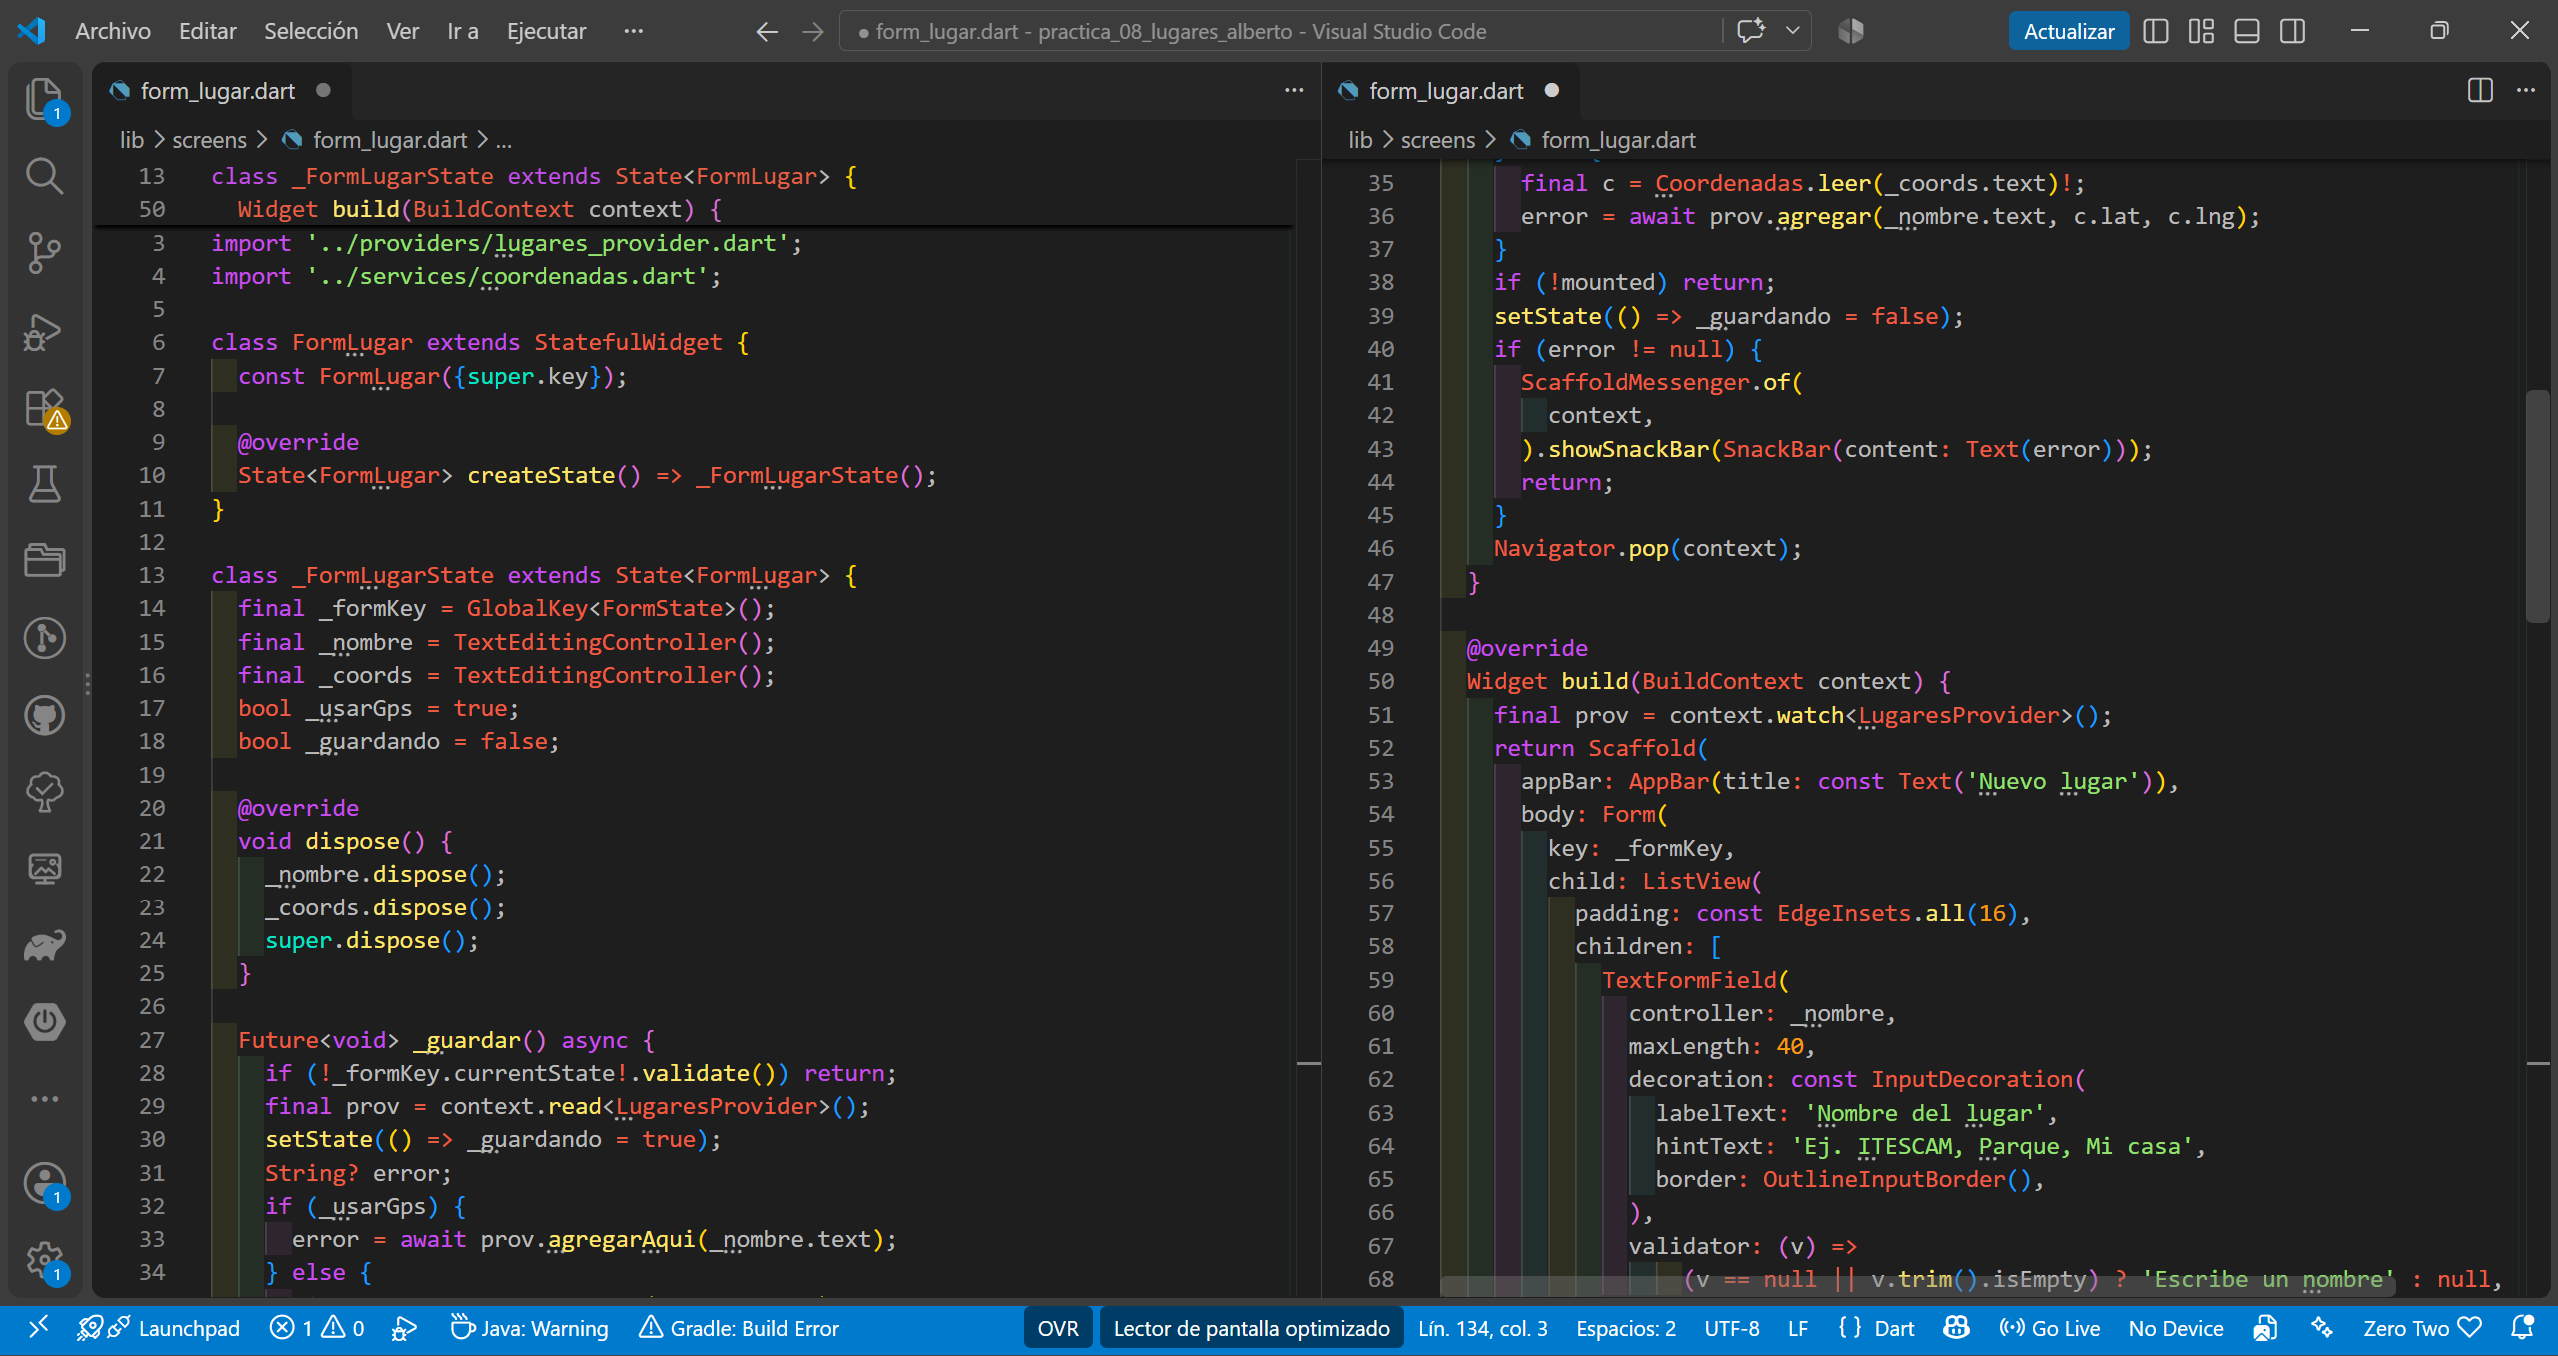 Archivo Editar Selección Ver Ir a Ejecutar ··· form_lugar.dart - practica_08_lugares_alberto - Visual Studio Code Actualizar
form_lugar.dart
lib > screens > form_lugar.dart > ...
13 class _FormLugarState extends State<FormLugar> {
50 Widget build(BuildContext context) {
3 import '../providers/lugares_provider.dart';
4 import '../services/coordenadas.dart';
5
6 class FormLugar extends StatefulWidget {
7 const FormLugar({super.key});
8
9 @override
10 State<FormLugar> createState() => _FormLugarState();
11 }
12
13 class _FormLugarState extends State<FormLugar> {
14 final _formKey = GlobalKey<FormState>();
15 final _nombre = TextEditingController();
16 final _coords = TextEditingController();
17 bool _usarGps = true;
18 bool _guardando = false;
19
20 @override
21 void dispose() {
22 _nombre.dispose();
23 _coords.dispose();
24 super.dispose();
25 }
26
27 Future<void> _guardar() async {
28 if (!_formKey.currentState!.validate()) return;
29 final prov = context.read<LugaresProvider>();
30 setState(() => _guardando = true);
31 String? error;
32 if (_usarGps) {
33 error = await prov.agregarAqui(_nombre.text);
34 } else {
form_lugar.dart
lib > screens > form_lugar.dart
35 final c = Coordenadas.leer(_coords.text)!;
36 error = await prov.agregar(_nombre.text, c.lat, c.lng);
37 }
38 if (!mounted) return;
39 setState(() => _guardando = false);
40 if (error != null) {
41 ScaffoldMessenger.of(
42 context,
43 ).showSnackBar(SnackBar(content: Text(error)));
44 return;
45 }
46 Navigator.pop(context);
47 }
48
49 @override
50 Widget build(BuildContext context) {
51 final prov = context.watch<LugaresProvider>();
52 return Scaffold(
53 appBar: AppBar(title: const Text('Nuevo lugar')),
54 body: Form(
55 key: _formKey,
56 child: ListView(
57 padding: const EdgeInsets.all(16),
58 children: [
59 TextFormField(
60 controller: _nombre,
61 maxLength: 40,
62 decoration: const InputDecoration(
63 labelText: 'Nombre del lugar',
64 hintText: 'Ej. ITESCAM, Parque, Mi casa',
65 border: OutlineInputBorder(),
66 ),
67 validator: (v) =>
68 (v == null || v.trim().isEmpty) ? 'Escribe un nombre' : null,
1
1
1
Launchpad 1 0 Java: Warning Gradle: Build Error OVR Lector de pantalla optimizado Lín. 134, col. 3 Espacios: 2 UTF-8 LF {} Dart Go Live No Device Zero Two